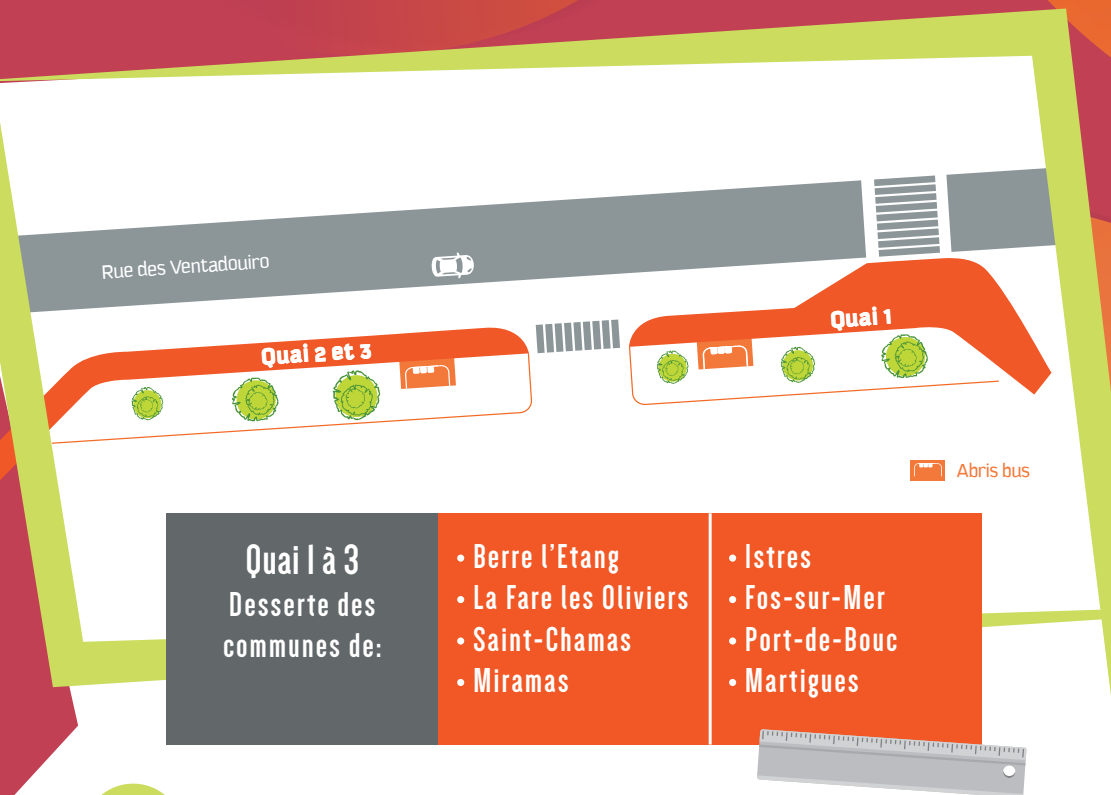 Rue des Ventadouiro
Quai 1
Quai 2 et 3
Abris bus
Quai 1 à 3
Desserte des
communes de:
• Berre l'Etang
• La Fare les Oliviers
• Saint-Chamas
• Miramas
• Istres
• Fos-sur-Mer
• Port-de-Bouc
• Martigues